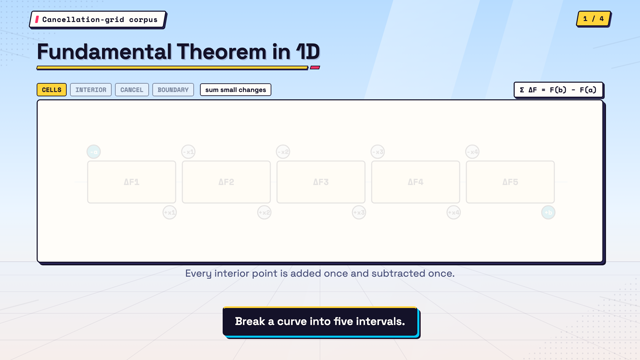 Cancellation-grid corpus
1 / 4
Fundamental Theorem in 1D
CELLS INTERIOR CANCEL BOUNDARY sum small changes
Σ ΔF = F(b) − F(a)
ΔF1 ΔF2 ΔF3 ΔF4 ΔF5
Every interior point is added once and subtracted once.
Break a curve into five intervals.